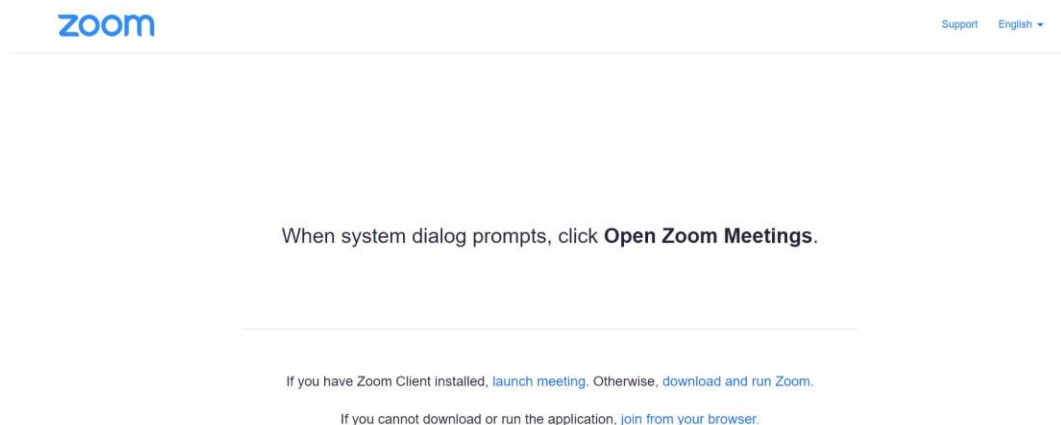 zoom
Support English
When system dialog prompts, click Open Zoom Meetings.
If you have Zoom Client installed, launch meeting. Otherwise, download and run Zoom.
If you cannot download or run the application, join from your browser.